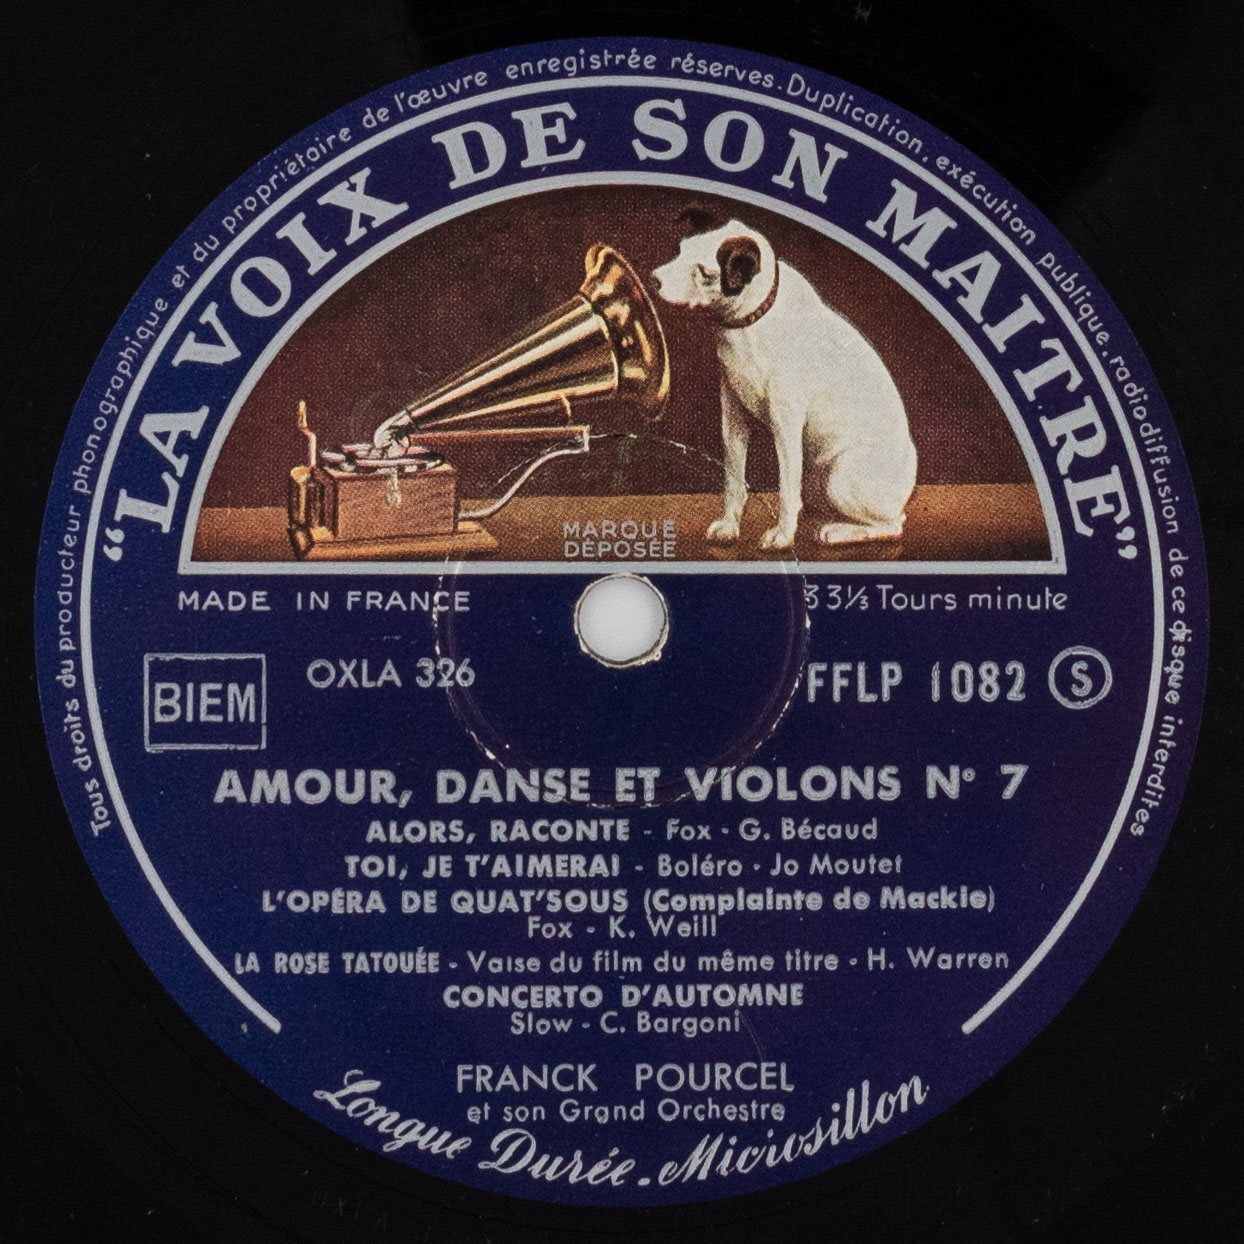 Tous droits du producteur phonographique et du propriétaire de l'œuvre enregistrée réservés. Duplication, exécution publique, radiodiffusion de ce disque interdites
“LA VOIX DE SON MAITRE”
MARQUE
DÉPOSÉE
MADE IN FRANCE
33⅓ Tours minute
BIEM
OXLA 326
FFLP 1082
S
AMOUR, DANSE ET VIOLONS N° 7
ALORS, RACONTE - Fox - G. Bécaud
TOI, JE T'AIMERAI - Boléro - Jo Moutet
L'OPÉRA DE QUAT'SOUS (Complainte de Mackie)
Fox - K. Weill
LA ROSE TATOUÉE - Valse du film du même titre - H. Warren
CONCERTO D'AUTOMNE
Slow - C. Bargoni
FRANCK POURCEL
et son Grand Orchestre
Longue Durée - Microsillon